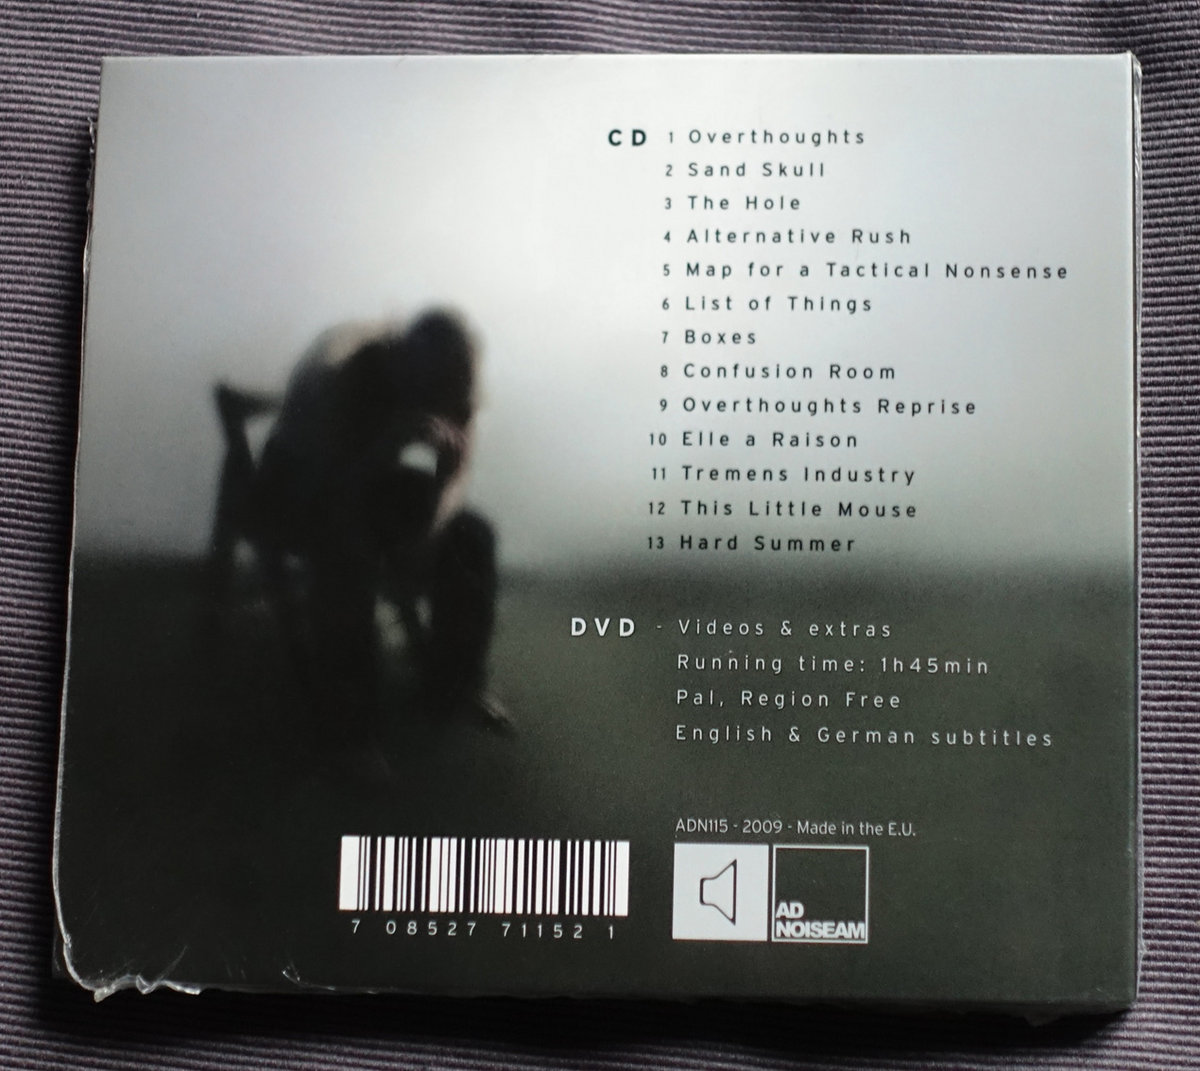 CD 1 Overthoughts
2 Sand Skull
3 The Hole
4 Alternative Rush
5 Map for a Tactical Nonsense
6 List of Things
7 Boxes
8 Confusion Room
9 Overthoughts Reprise
10 Elle a Raison
11 Tremens Industry
12 This Little Mouse
13 Hard Summer
DVD - Videos & extras
Running time: 1h45min
Pal, Region Free
English & German subtitles
ADN115 - 2009 - Made in the E.U.
7 08527 71152 1
AD
NOISEAM